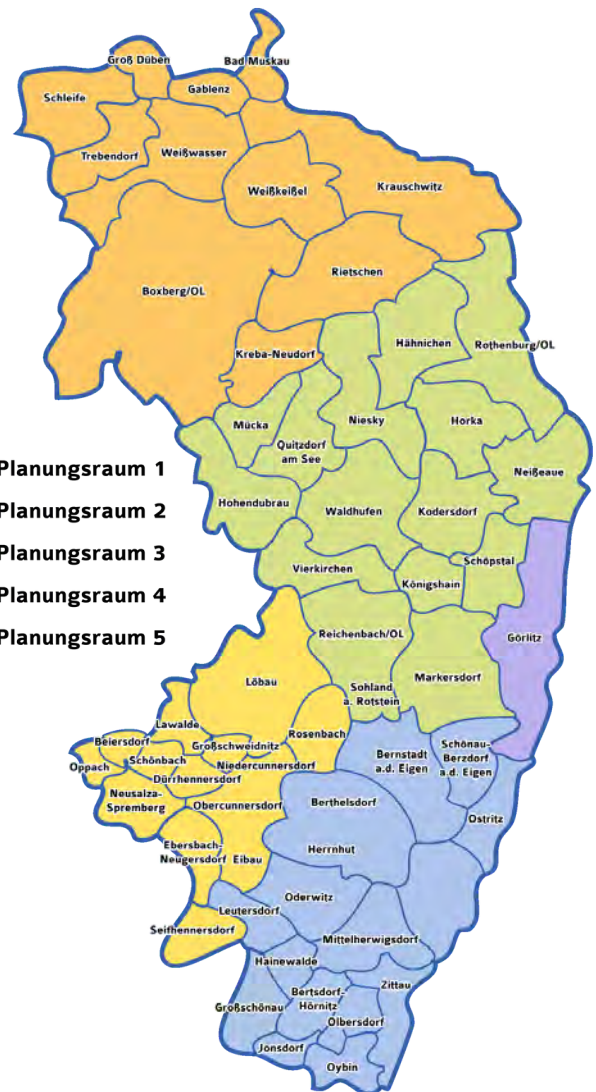 Groß Düben
Bad Muskau
Schleife
Gablenz
Trebendorf
Weißwasser
Weißkeißel
Krauschwitz
Boxberg/OL
Rietschen
Hähnichen
Rothenburg/OL
Kreba-Neudorf
Mücka
Niesky
Horka
Quitzdorf
am See
Neißeaue
Planungsraum 1
Planungsraum 2
Planungsraum 3
Planungsraum 4
Planungsraum 5
Hohendubrau
Waldhufen
Kodersdorf
Vierkirchen
Königshain
Schöpstal
Reichenbach/OL
Görlitz
Löbau
Sohland
a. Rotstein
Markersdorf
Lawalde
Rosenbach
Beiersdorf
Großschweidnitz
Oppach
Schönbach
Niedercunnersdorf
Dürrhennersdorf
Bernstadt
a.d. Eigen
Schönau-
Berzdorf
a.d. Eigen
Neusalza-
Spremberg
Obercunnersdorf
Berthelsdorf
Ostritz
Ebersbach-
Neugersdorf
Eibau
Herrnhut
Oderwitz
Leutersdorf
Seifhennersdorf
Mittelherwigsdorf
Hainewalde
Zittau
Bertsdorf-
Hörnitz
Großschönau
Olbersdorf
Jonsdorf
Oybin